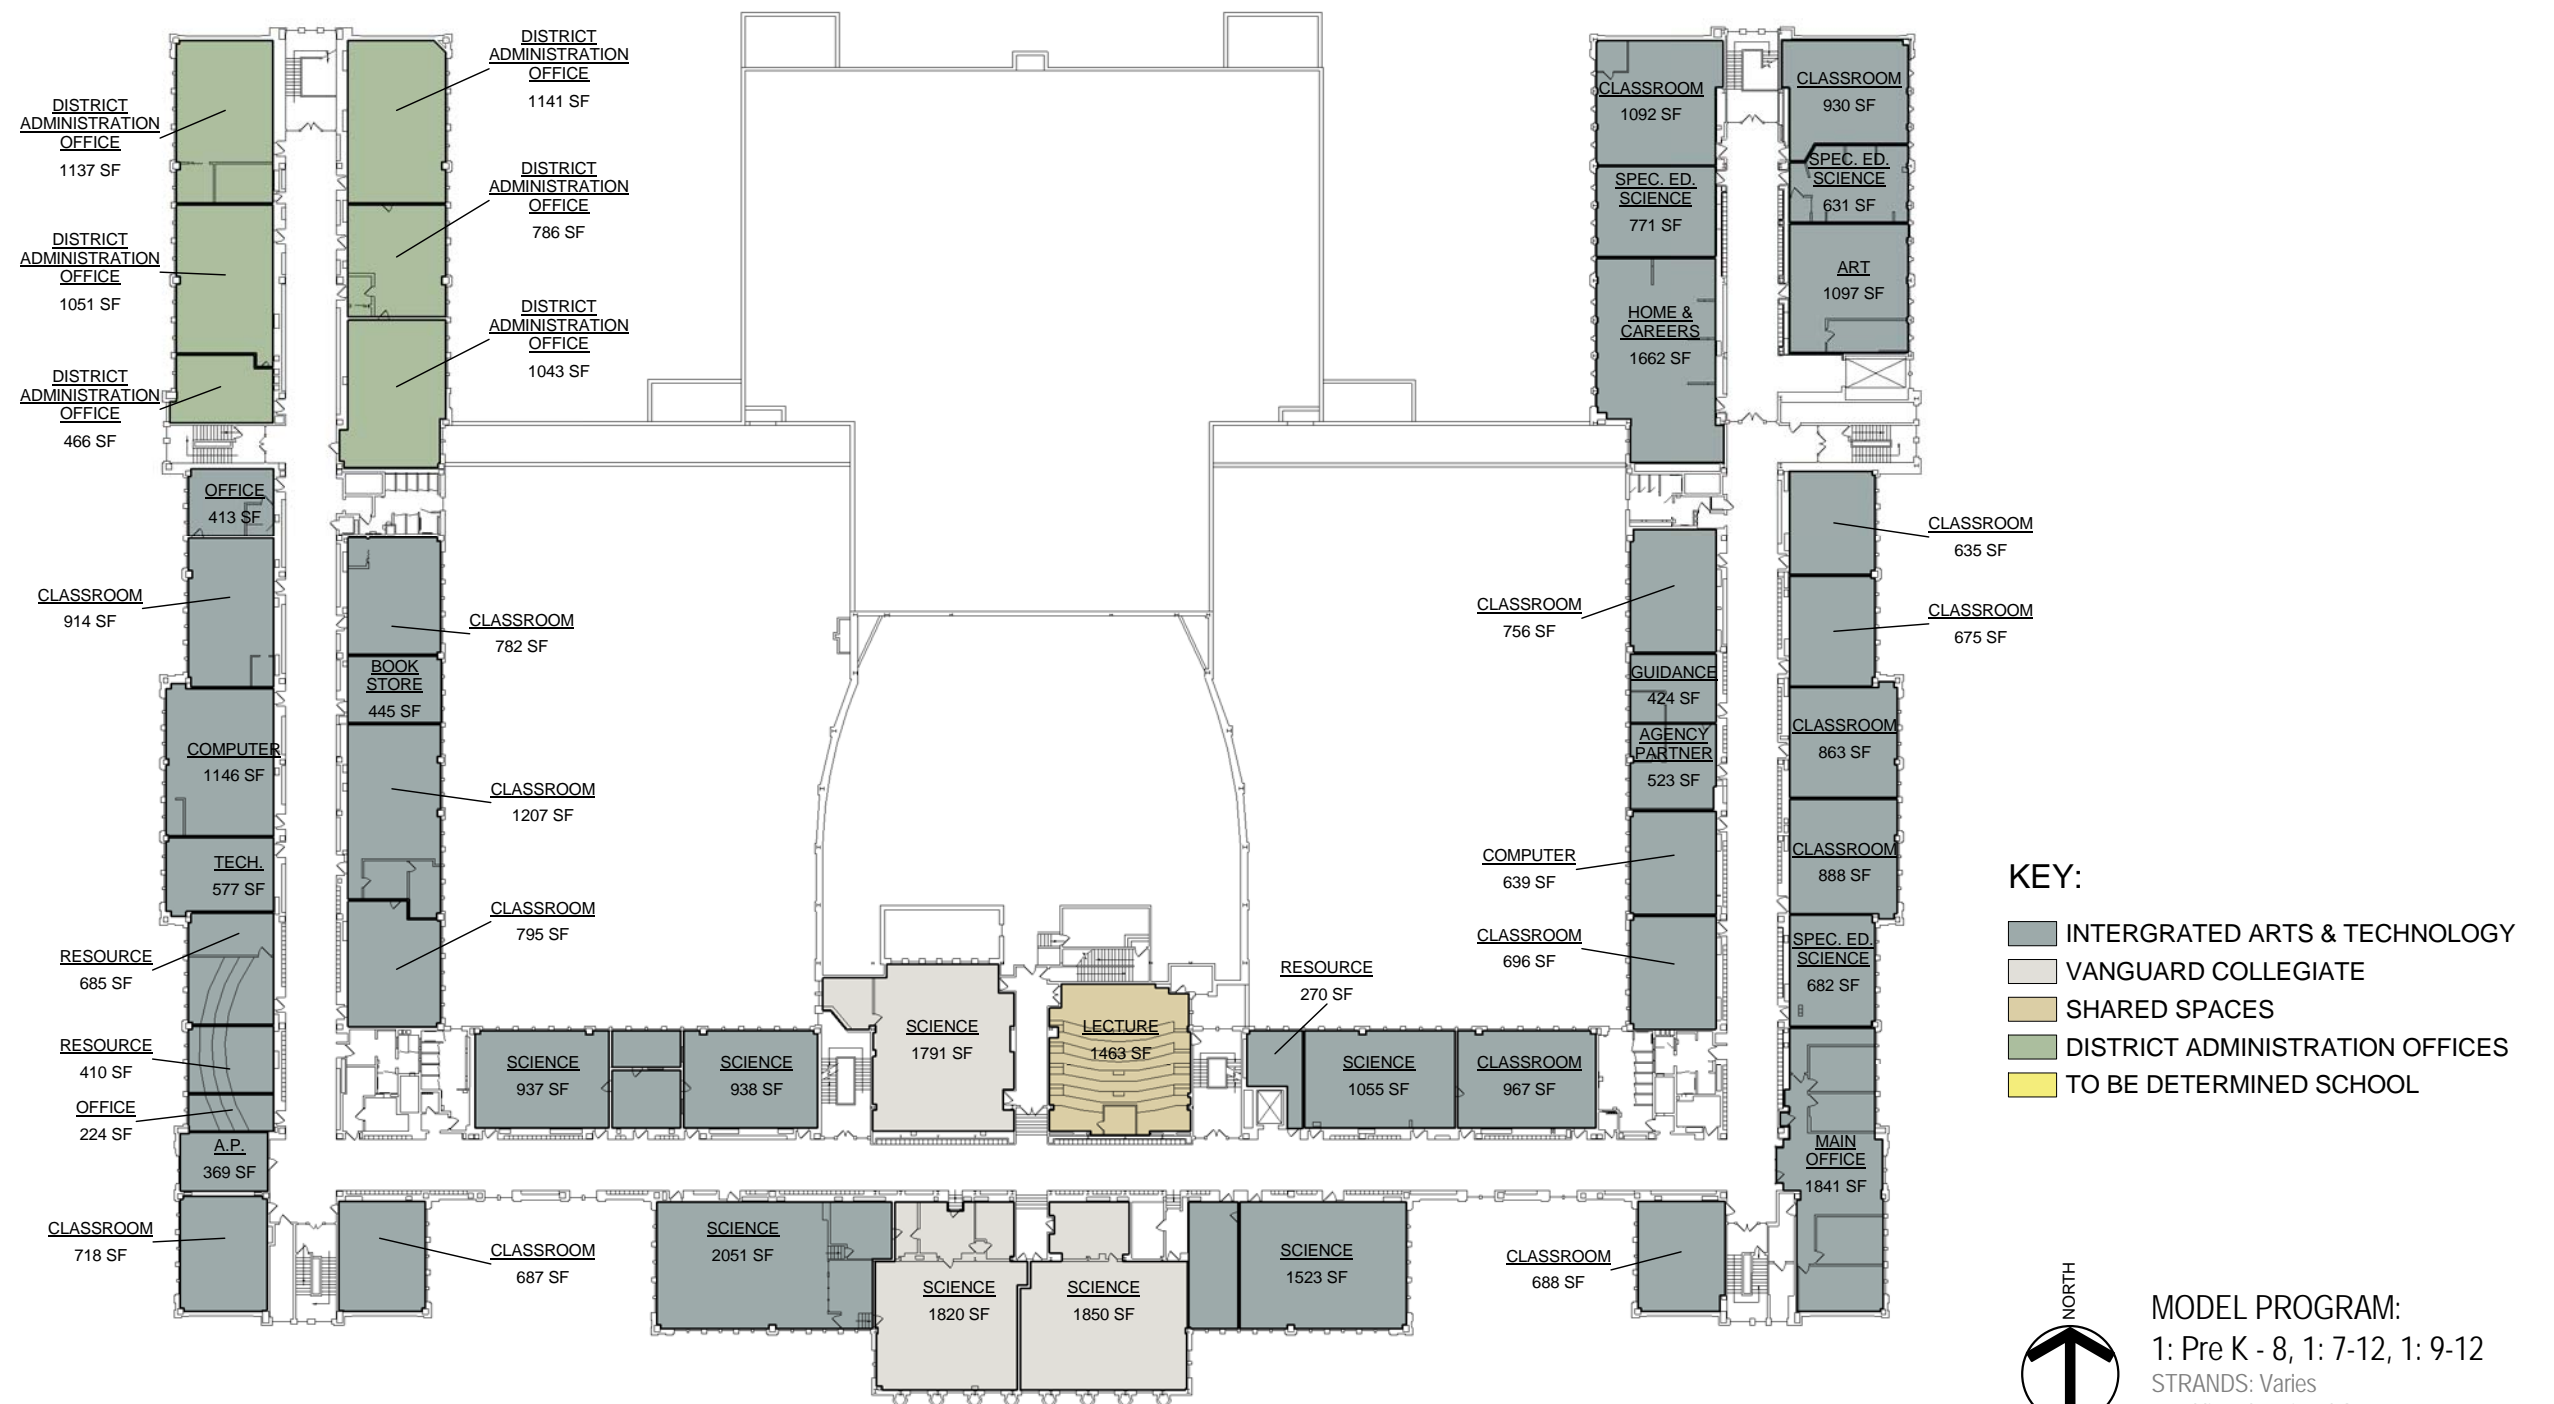 DISTRICT
ADMINISTRATION
OFFICE
1137 SF
DISTRICT
ADMINISTRATION
OFFICE
1051 SF
DISTRICT
ADMINISTRATION
OFFICE
466 SF
DISTRICT
ADMINISTRATION
OFFICE
1141 SF
DISTRICT
ADMINISTRATION
OFFICE
786 SF
DISTRICT
ADMINISTRATION
OFFICE
1043 SF
OFFICE
413 SF
CLASSROOM
914 SF
COMPUTER
1146 SF
TECH.
577 SF
RESOURCE
685 SF
RESOURCE
410 SF
OFFICE
224 SF
A.P.
369 SF
CLASSROOM
718 SF
CLASSROOM
782 SF
BOOK
STORE
445 SF
CLASSROOM
1207 SF
CLASSROOM
795 SF
CLASSROOM
687 SF
SCIENCE
937 SF
SCIENCE
938 SF
SCIENCE
1791 SF
LECTURE
1463 SF
RESOURCE
270 SF
SCIENCE
1055 SF
CLASSROOM
967 SF
SCIENCE
2051 SF
SCIENCE
1820 SF
SCIENCE
1850 SF
SCIENCE
1523 SF
CLASSROOM
688 SF
CLASSROOM
1092 SF
SPEC. ED.
SCIENCE
771 SF
HOME &
CAREERS
1662 SF
CLASSROOM
756 SF
GUIDANCE
424 SF
AGENCY
PARTNER
523 SF
COMPUTER
639 SF
CLASSROOM
696 SF
CLASSROOM
930 SF
SPEC. ED.
SCIENCE
631 SF
ART
1097 SF
CLASSROOM
635 SF
CLASSROOM
675 SF
CLASSROOM
863 SF
CLASSROOM
888 SF
SPEC. ED.
SCIENCE
682 SF
MAIN
OFFICE
1841 SF
KEY:
INTERGRATED ARTS & TECHNOLOGY
VANGUARD COLLEGIATE
SHARED SPACES
DISTRICT ADMINISTRATION OFFICES
TO BE DETERMINED SCHOOL
NORTH
MODEL PROGRAM:
1: Pre K - 8, 1: 7-12, 1: 9-12
STRANDS: Varies